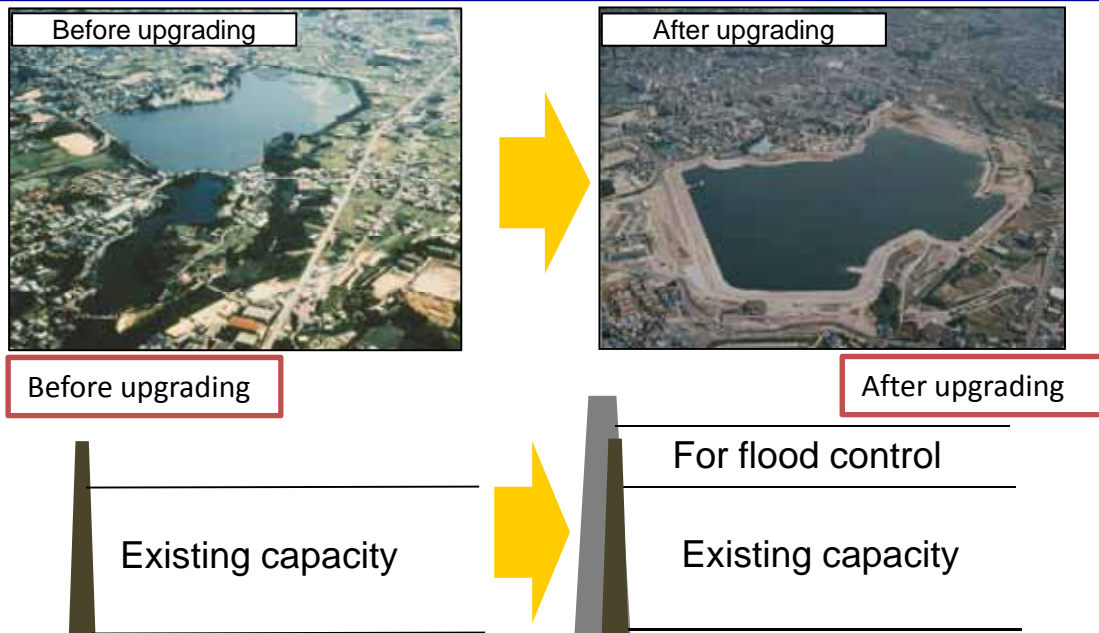 Before upgrading
After upgrading
Before upgrading
After upgrading
For flood control
Existing capacity
Existing capacity